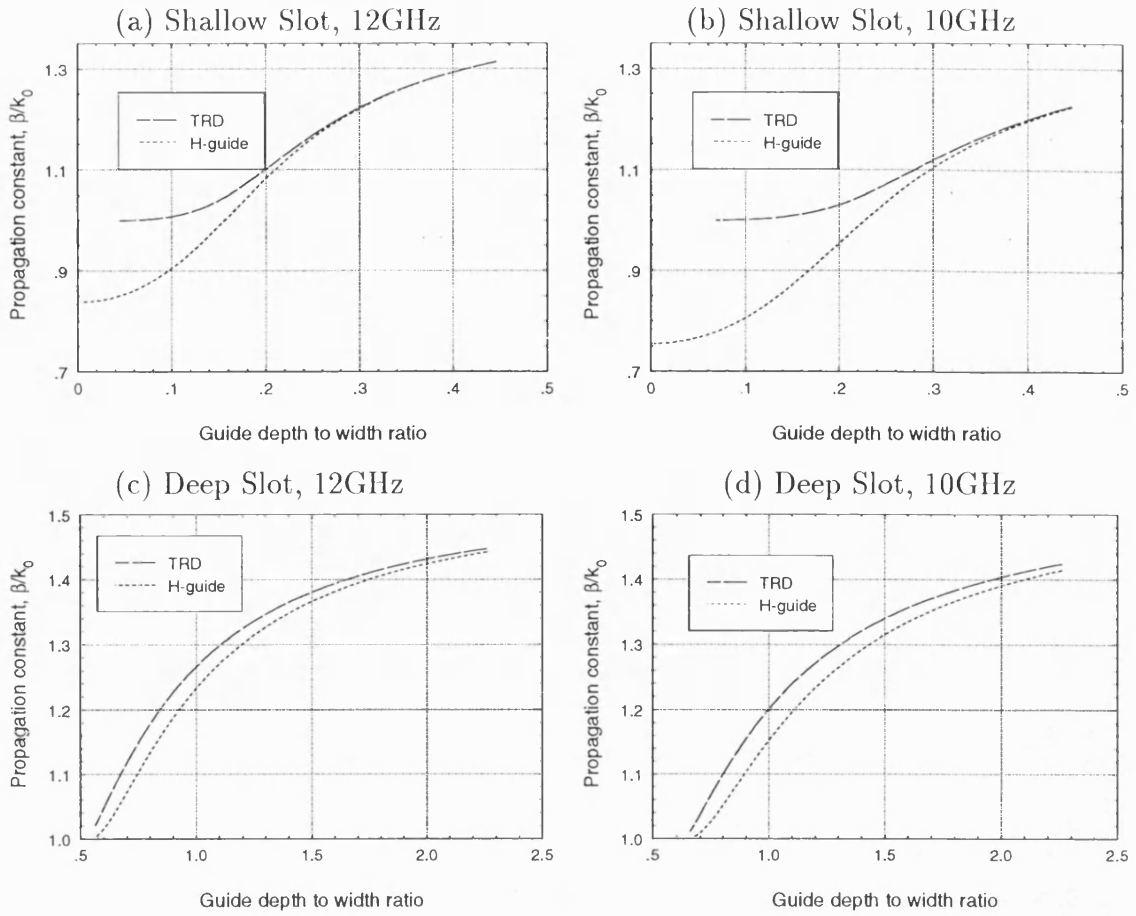 (a) Shallow Slot, 12GHz
Propagation constant, β/k₀
1.3
1.1
.9
.7
TRD
H-guide
0 .1 .2 .3 .4 .5
Guide depth to width ratio
(b) Shallow Slot, 10GHz
Propagation constant, β/k₀
1.3
1.1
.9
.7
TRD
H-guide
0 .1 .2 .3 .4 .5
Guide depth to width ratio
(c) Deep Slot, 12GHz
Propagation constant, β/k₀
1.5
1.4
1.3
1.2
1.1
1.0
TRD
H-guide
.5 1.0 1.5 2.0 2.5
Guide depth to width ratio
(d) Deep Slot, 10GHz
Propagation constant, β/k₀
1.5
1.4
1.3
1.2
1.1
1.0
TRD
H-guide
.5 1.0 1.5 2.0 2.5
Guide depth to width ratio